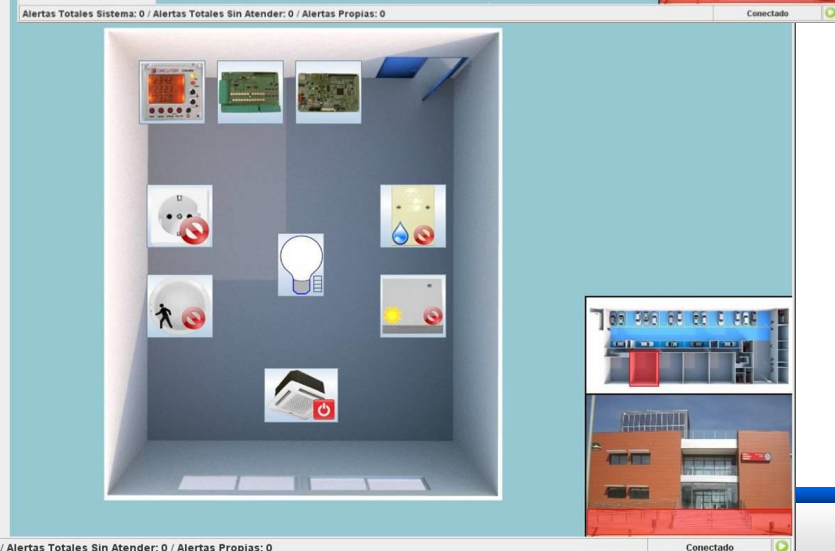 Alertas Totales Sistema: 0 / Alertas Totales Sin Atender: 0 / Alertas Propias: 0 Conectado
/ Alertas Totales Sin Atender: 0 / Alertas Propias: 0 Conectado